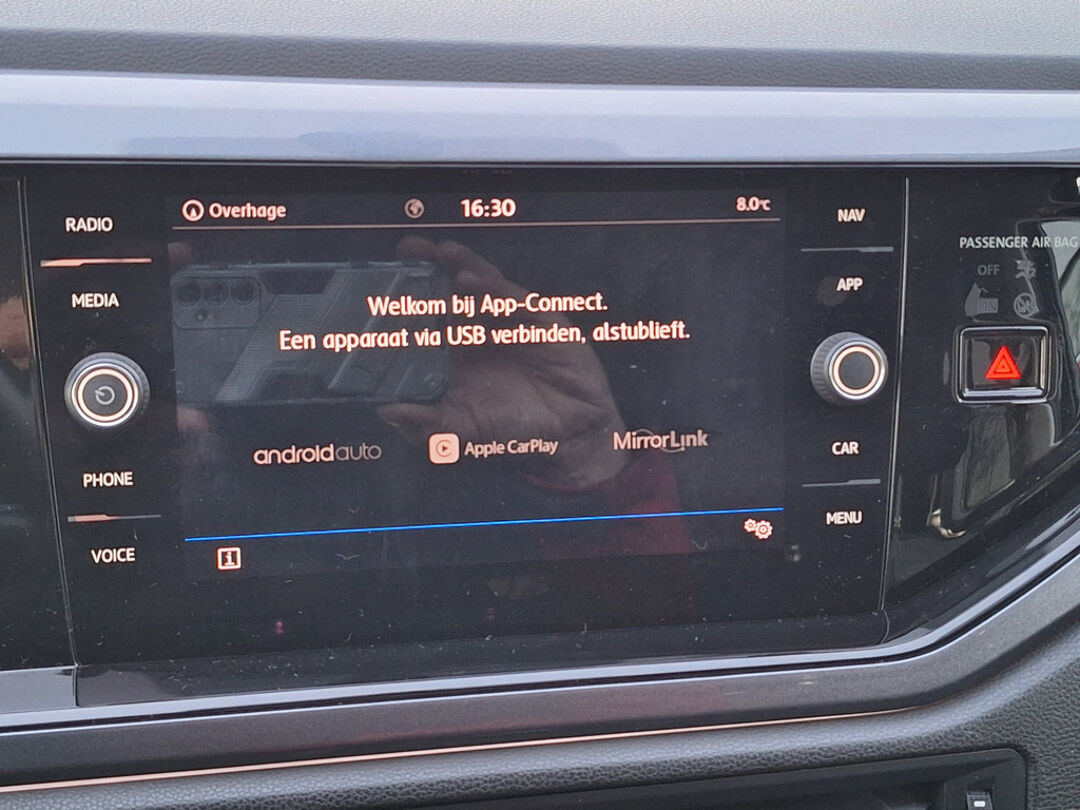 Overhage
16:30
8.0°C
RADIO
MEDIA
PHONE
VOICE
Welkom bij App-Connect.
Een apparaat via USB verbinden, alstublieft.
androidauto
Apple CarPlay
MirrorLink
i
NAV
APP
CAR
MENU
PASSENGER AIR BAG
OFF
ON